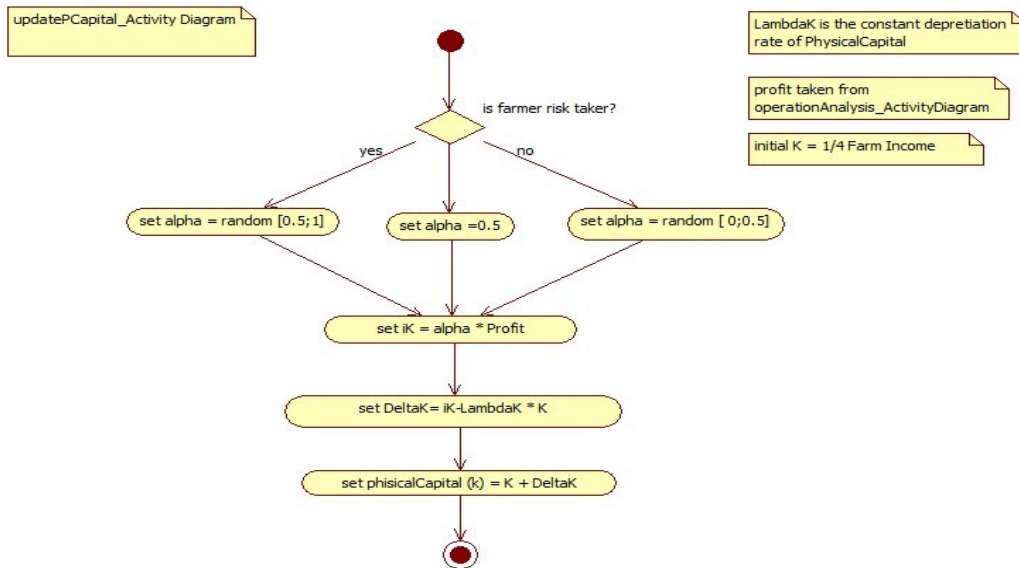 updatePCapital_Activity Diagram
LambdaK is the constant depretiation
rate of PhysicalCapital
profit taken from
operationAnalysis_ActivityDiagram
initial K = 1/4 Farm Income
is farmer risk taker?
yes
no
set alpha = random [0.5;1]
set alpha =0.5
set alpha = random [ 0;0.5]
set iK = alpha * Profit
set DeltaK= iK-LambdaK * K
set phisicalCapital (k) = K + DeltaK